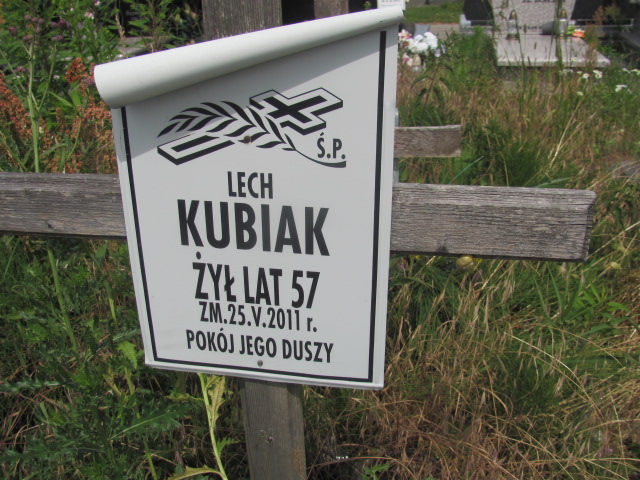 Ś.P.
LECH
KUBIAK
ŻYŁ LAT 57
ZM.25.V.2011 r.
POKÓJ JEGO DUSZY